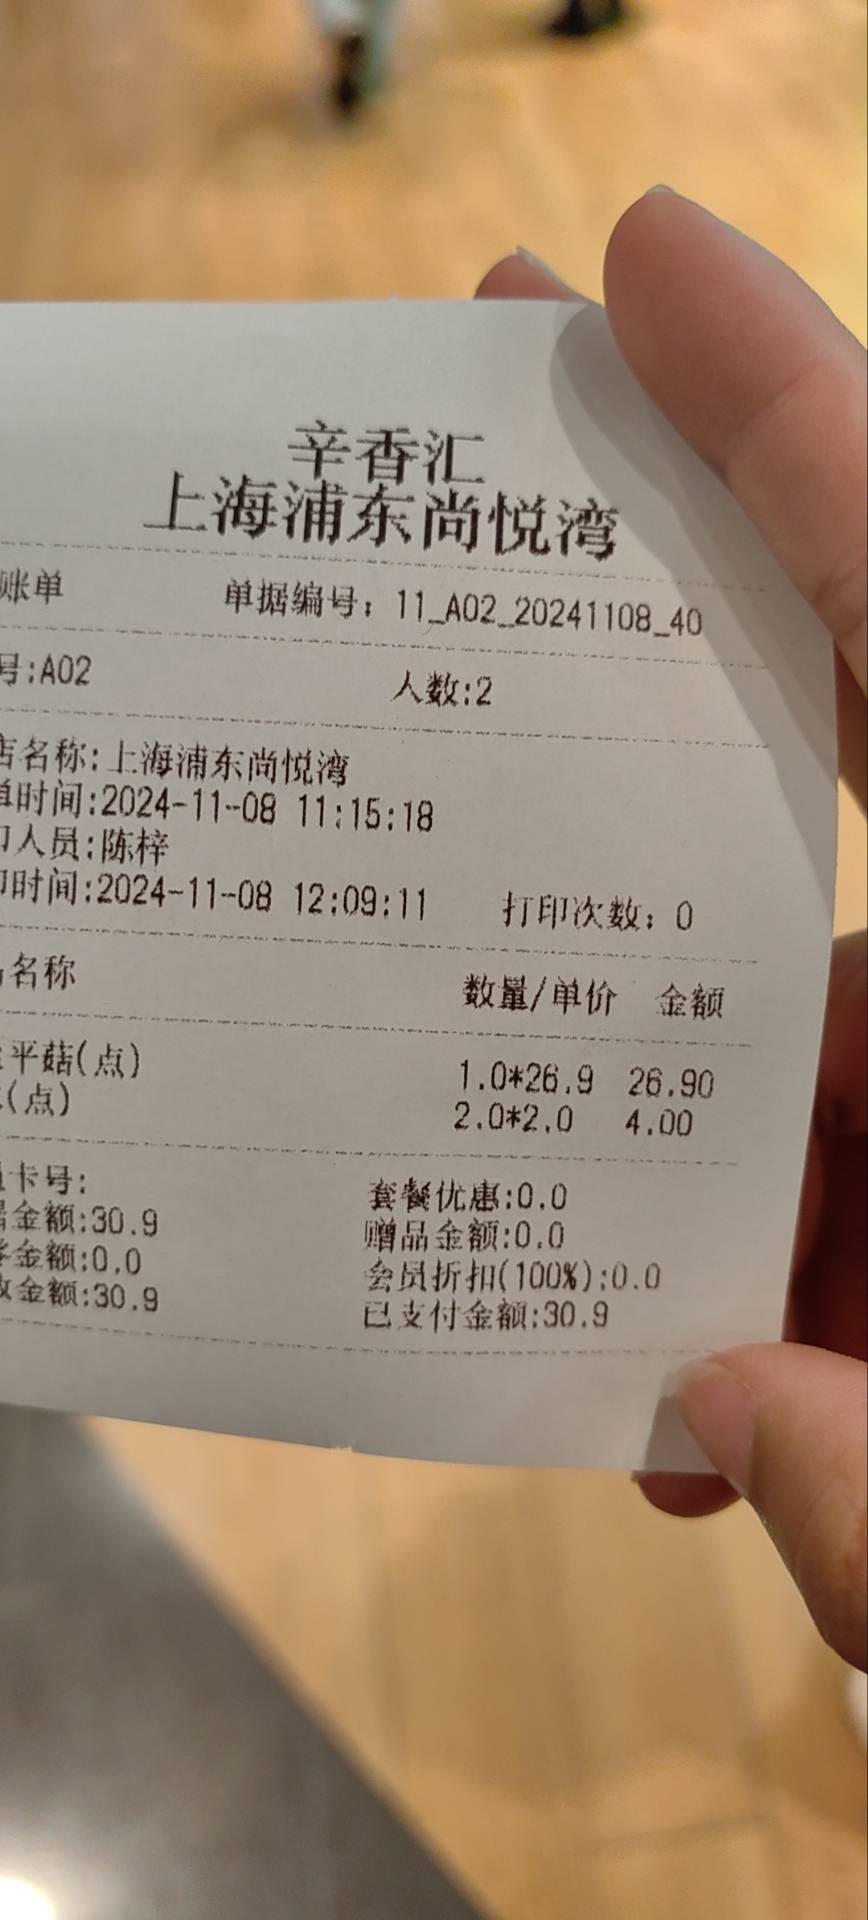 辛香汇
上海浦东尚悦湾
账单 单据编号：11_A02_20241108_40
号:A02 人数:2
店名称:上海浦东尚悦湾
单时间:2024-11-08 11:15:18
印人员:陈梓
印时间:2024-11-08 12:09:11 打印次数：0
名称 数量/单价 金额
平菇(点) 1.0*26.9 26.90
(点) 2.0*2.0 4.00
卡号: 套餐优惠:0.0
金额:30.9 赠品金额:0.0
金额:0.0 会员折扣(100%):0.0
金额:30.9 已支付金额:30.9